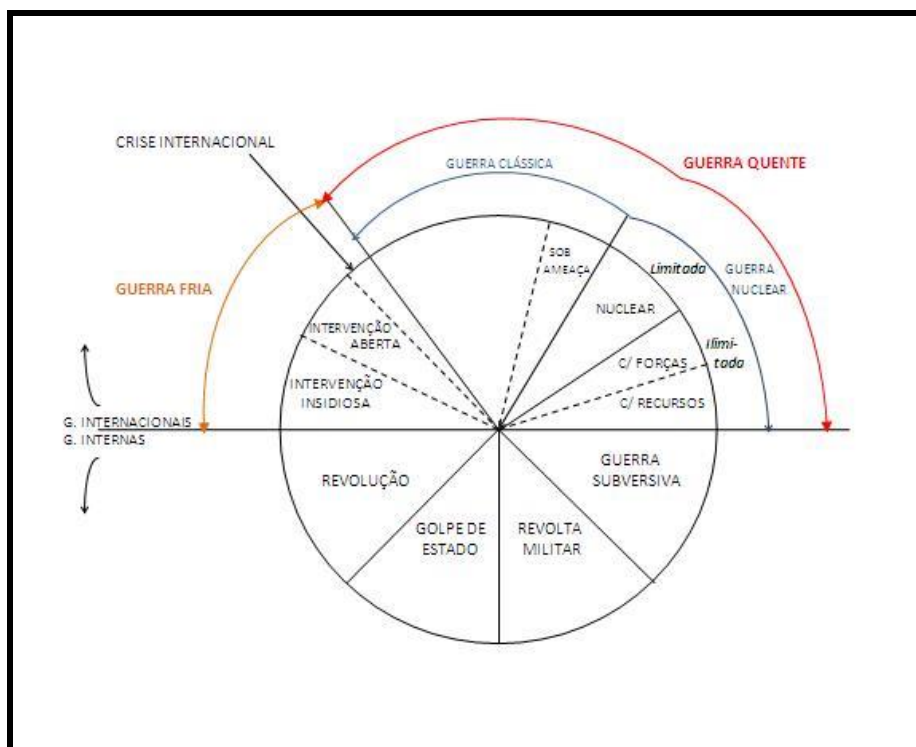 CRISE INTERNACIONAL
GUERRA CLÁSSICA
GUERRA QUENTE
SOB
AMEAÇA
Limitada
GUERRA
NUCLEAR
GUERRA FRIA
NUCLEAR
INTERVENÇÃO
ABERTA
Ilimi-
tada
C/ FORÇAS
INTERVENÇÃO
INSIDIOSA
C/ RECURSOS
G. INTERNACIONAIS
G. INTERNAS
REVOLUÇÃO
GUERRA
SUBVERSIVA
GOLPE DE
ESTADO
REVOLTA
MILITAR